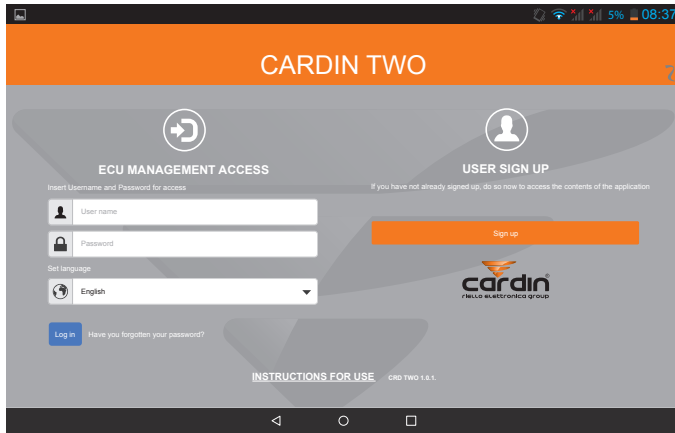 5% 08:37
CARDIN TWO
ECU MANAGEMENT ACCESS
Insert Username and Password for access
User name
Password
Set language
English
Log in Have you forgotten your password?
USER SIGN UP
If you have not already signed up, do so now to access the contents of the application
Sign up
cardin®
riello elettronica group
INSTRUCTIONS FOR USE CRD TWO 1.6.1.